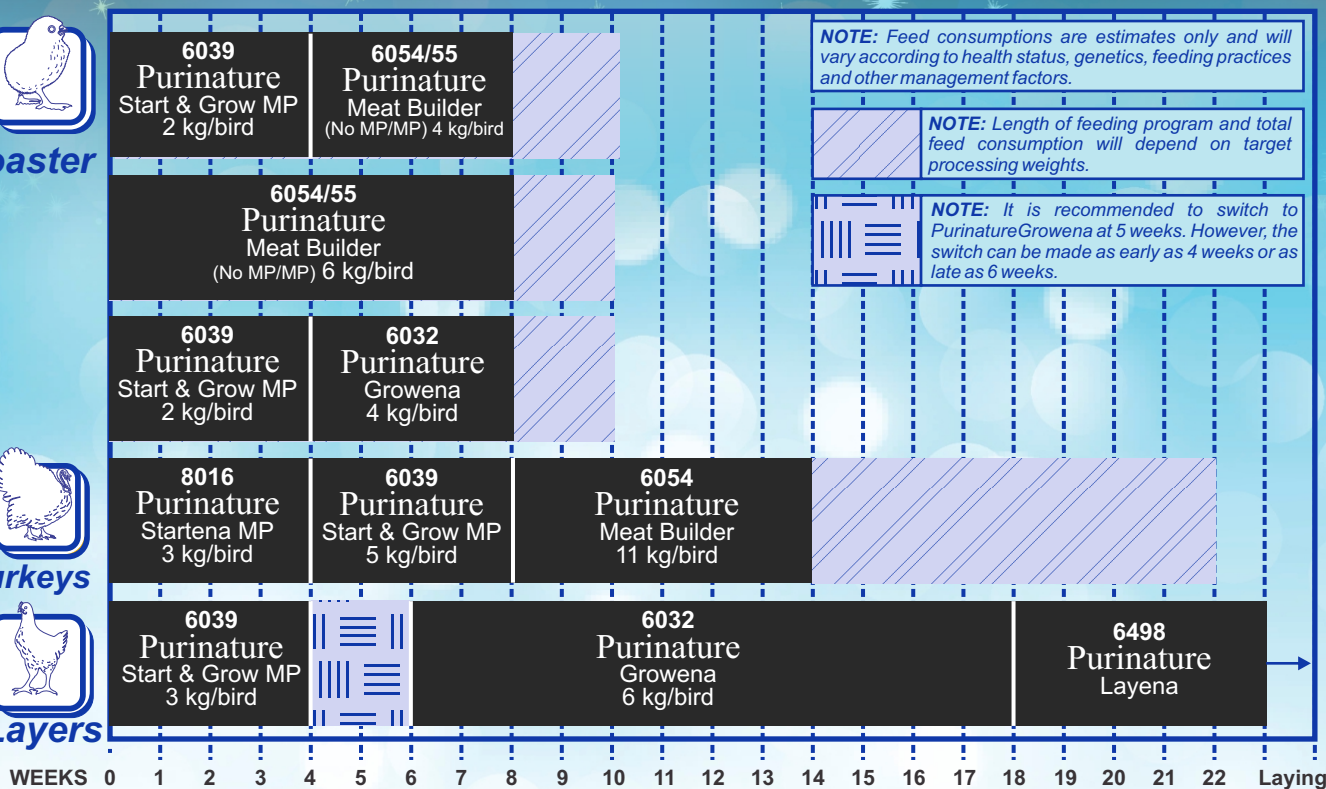 6039
Purinature
Start & Grow MP
2 kg/bird
6054/55
Purinature
Meat Builder
(No MP/MP) 4 kg/bird
NOTE: Feed consumptions are estimates only and will
vary according to health status, genetics, feeding practices
and other management factors.
NOTE: Length of feeding program and total
feed consumption will depend on target
processing weights.
NOTE: It is recommended to switch to
PurinatureGrowena at 5 weeks. However, the
switch can be made as early as 4 weeks or as
late as 6 weeks.
oaster
6054/55
Purinature
Meat Builder
(No MP/MP) 6 kg/bird
6039
Purinature
Start & Grow MP
2 kg/bird
6032
Purinature
Growena
4 kg/bird
urkeys
8016
Purinature
Startena MP
3 kg/bird
6039
Purinature
Start & Grow MP
5 kg/bird
6054
Purinature
Meat Builder
11 kg/bird
Layers
6039
Purinature
Start & Grow MP
3 kg/bird
6032
Purinature
Growena
6 kg/bird
6498
Purinature
Layena
WEEKS 0 1 2 3 4 5 6 7 8 9 10 11 12 13 14 15 16 17 18 19 20 21 22 Laying